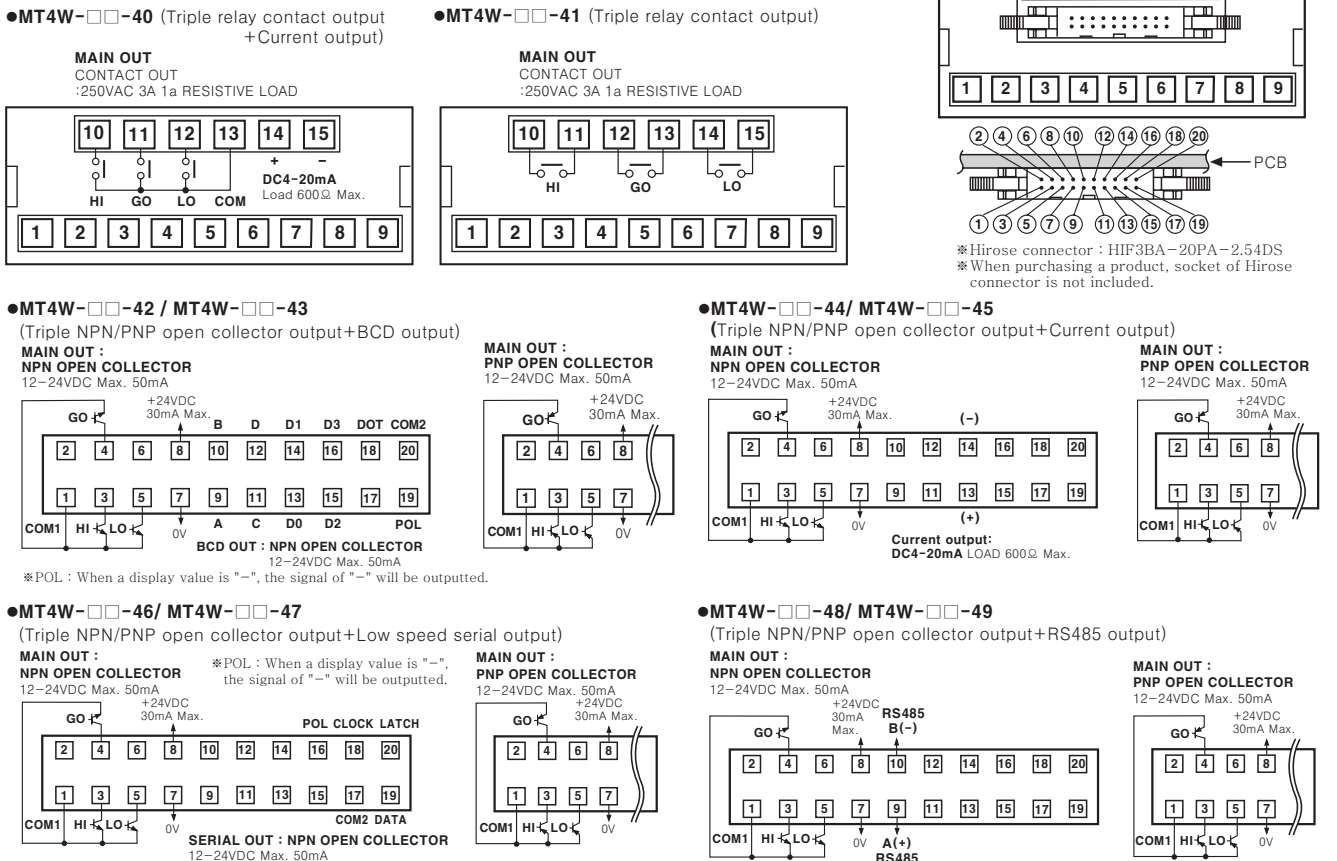 ●MT4W-□□-40 (Triple relay contact output
+Current output)
MAIN OUT
CONTACT OUT
:250VAC 3A 1a RESISTIVE LOAD
10 11 12 13 14 15
+ −
DC4-20mA
Load 600Ω Max.
HI GO LO COM
1 2 3 4 5 6 7 8 9
●MT4W-□□-41 (Triple relay contact output)
MAIN OUT
CONTACT OUT
:250VAC 3A 1a RESISTIVE LOAD
10 11 12 13 14 15
HI GO LO
1 2 3 4 5 6 7 8 9
1 2 3 4 5 6 7 8 9
② ④ ⑥ ⑧ ⑩ ⑫ ⑭ ⑯ ⑱ ⑳
PCB
① ③ ⑤ ⑦ ⑨ ⑪ ⑬ ⑮ ⑰ ⑲
※Hirose connector : HIF3BA-20PA-2.54DS
※When purchasing a product, socket of Hirose
connector is not included.
●MT4W-□□-42 / MT4W-□□-43
(Triple NPN/PNP open collector output+BCD output)
MAIN OUT :
NPN OPEN COLLECTOR
12-24VDC Max. 50mA
+24VDC
30mA Max.
GO
B D D1 D3 DOT COM2
2 4 6 8 10 12 14 16 18 20
1 3 5 7 9 11 13 15 17 19
COM1 HI LO 0V A C D0 D2 POL
BCD OUT : NPN OPEN COLLECTOR
12-24VDC Max. 50mA
※POL : When a display value is "-", the signal of "-" will be outputted.
MAIN OUT :
PNP OPEN COLLECTOR
12-24VDC Max. 50mA
+24VDC
30mA Max.
GO
2 4 6 8
1 3 5 7
COM1 HI LO 0V
●MT4W-□□-44/ MT4W-□□-45
(Triple NPN/PNP open collector output+Current output)
MAIN OUT :
NPN OPEN COLLECTOR
12-24VDC Max. 50mA
+24VDC
30mA Max.
GO
(-)
2 4 6 8 10 12 14 16 18 20
1 3 5 7 9 11 13 15 17 19
COM1 HI LO 0V (+)
Current output:
DC4-20mA LOAD 600Ω Max.
MAIN OUT :
PNP OPEN COLLECTOR
12-24VDC Max. 50mA
+24VDC
30mA Max.
GO
2 4 6 8
1 3 5 7
COM1 HI LO 0V
●MT4W-□□-46/ MT4W-□□-47
(Triple NPN/PNP open collector output+Low speed serial output)
MAIN OUT :
NPN OPEN COLLECTOR
12-24VDC Max. 50mA
※POL : When a display value is "-",
the signal of "-" will be outputted.
+24VDC
30mA Max.
GO
POL CLOCK LATCH
2 4 6 8 10 12 14 16 18 20
1 3 5 7 9 11 13 15 17 19
COM1 HI LO 0V COM2 DATA
SERIAL OUT : NPN OPEN COLLECTOR
12-24VDC Max. 50mA
MAIN OUT :
PNP OPEN COLLECTOR
12-24VDC Max. 50mA
+24VDC
30mA Max.
GO
2 4 6 8
1 3 5 7
COM1 HI LO 0V
●MT4W-□□-48/ MT4W-□□-49
(Triple NPN/PNP open collector output+RS485 output)
MAIN OUT :
NPN OPEN COLLECTOR
12-24VDC Max. 50mA
+24VDC
30mA
Max.
RS485
B(-)
GO
2 4 6 8 10 12 14 16 18 20
1 3 5 7 9 11 13 15 17 19
COM1 HI LO 0V A(+)
RS485
MAIN OUT :
PNP OPEN COLLECTOR
12-24VDC Max. 50mA
+24VDC
30mA Max.
GO
2 4 6 8
1 3 5 7
COM1 HI LO 0V